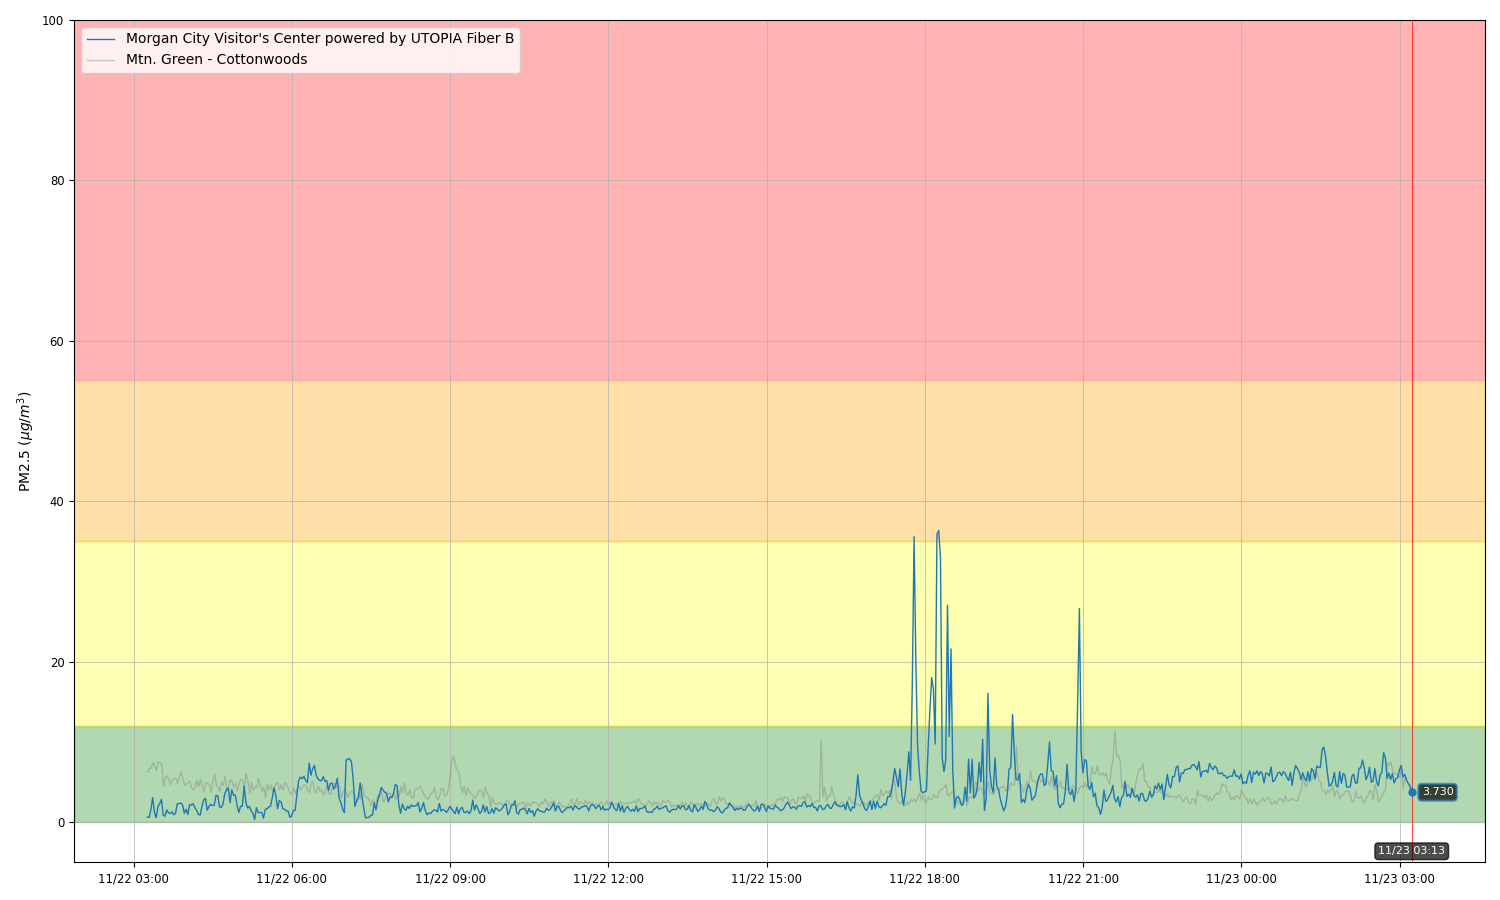 Morgan City Visitor's Center powered by UTOPIA Fiber B
Mtn. Green - Cottonwoods
100
80
60
40
20
0
PM2.5 (μg/m³)
3.730
11/23 03:13
11/22 03:00 11/22 06:00 11/22 09:00 11/22 12:00 11/22 15:00 11/22 18:00 11/22 21:00 11/23 00:00 11/23 03:00